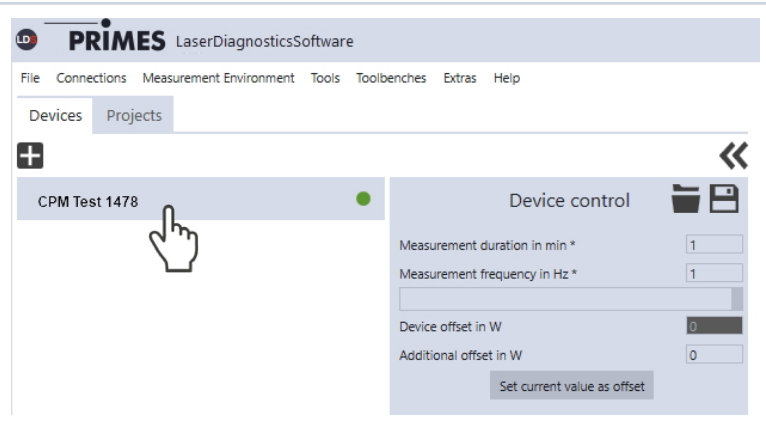 LDS PRIMES LaserDiagnosticsSoftware
File Connections Measurement Environment Tools Toolbenches Extras Help
Devices Projects
CPM Test 1478
Device control
Measurement duration in min * 1
Measurement frequency in Hz * 1
Device offset in W 0
Additional offset in W 0
Set current value as offset